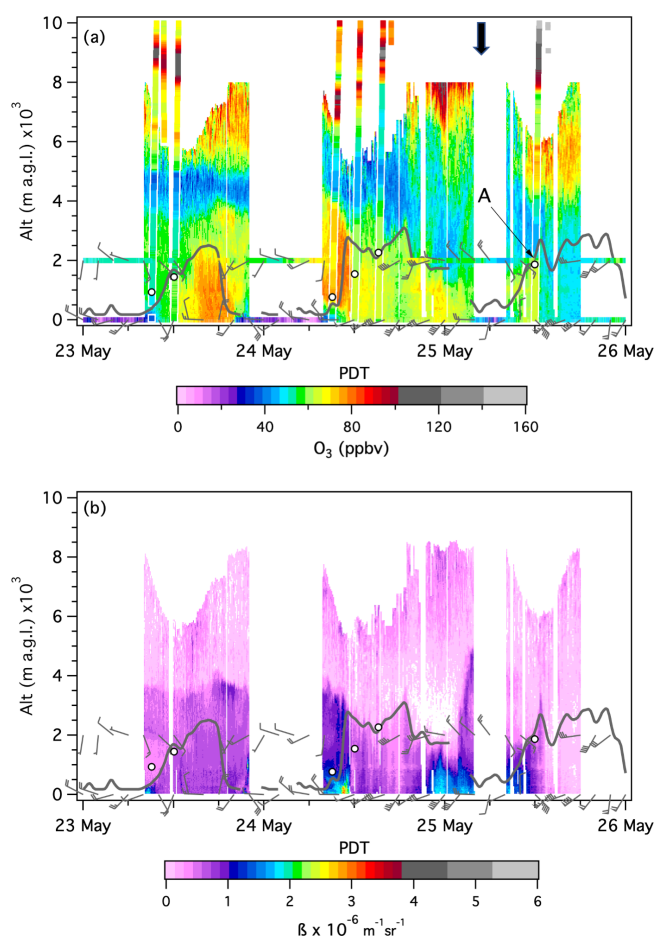 10
(a)
8
A
6
4
2
0
Alt (m a.g.l.) x10³
23 May
24 May
25 May
26 May
PDT
0
40
80
120
160
O₃ (ppbv)
10
(b)
8
6
4
2
0
Alt (m a.g.l.) x10³
23 May
24 May
25 May
26 May
PDT
0
1
2
3
4
5
6
ß x 10⁻⁶ m⁻¹sr⁻¹